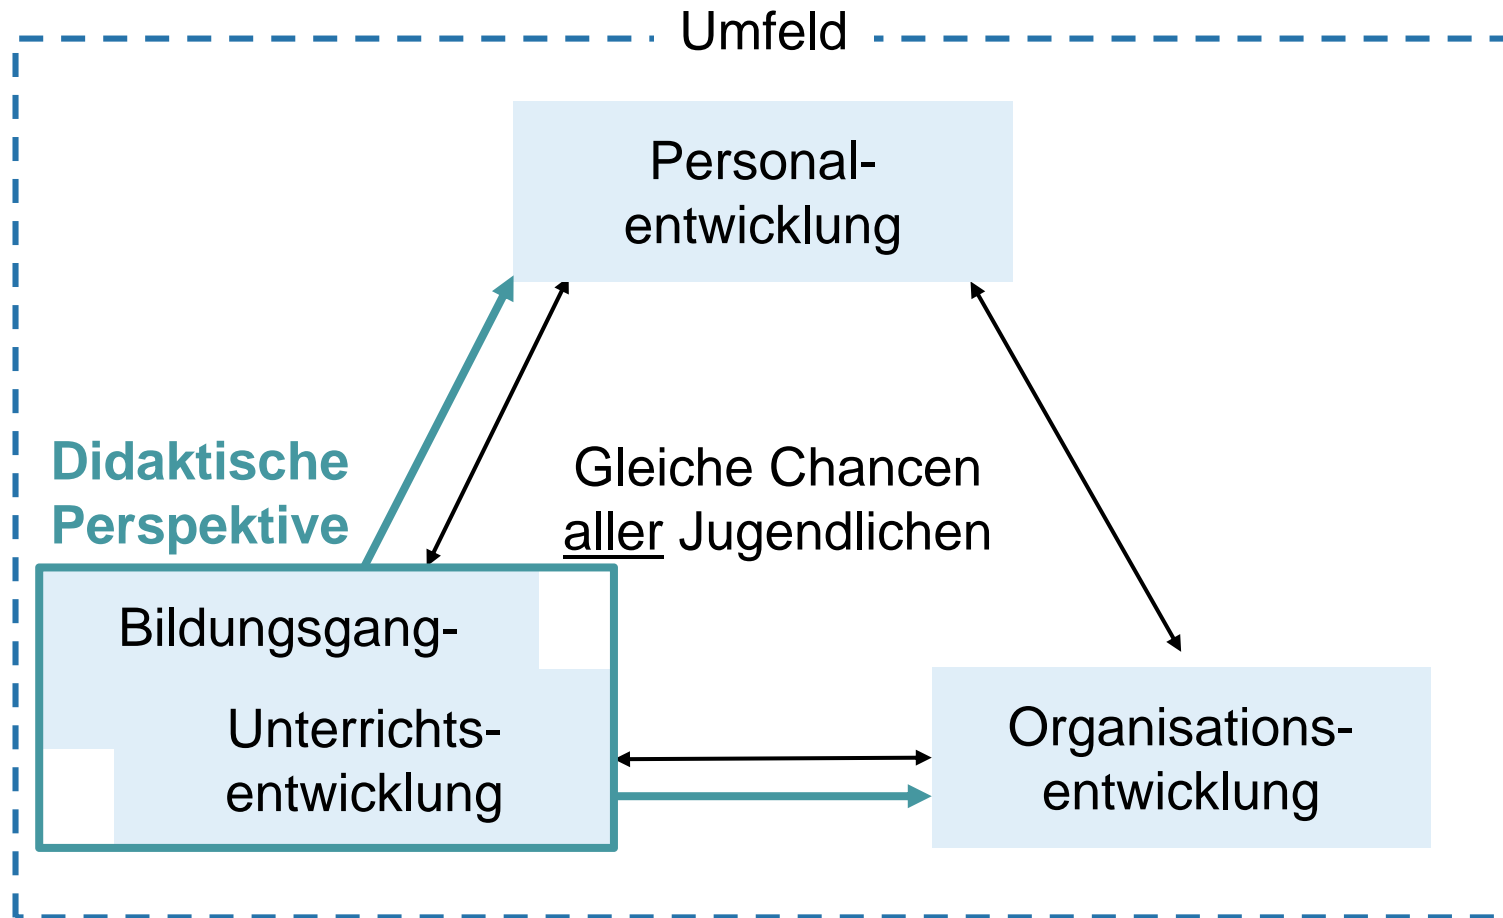 Umfeld
Personal-
entwicklung
Didaktische
Perspektive
Gleiche Chancen
aller Jugendlichen
Bildungsgang-
Unterrichts-
entwicklung
Organisations-
entwicklung